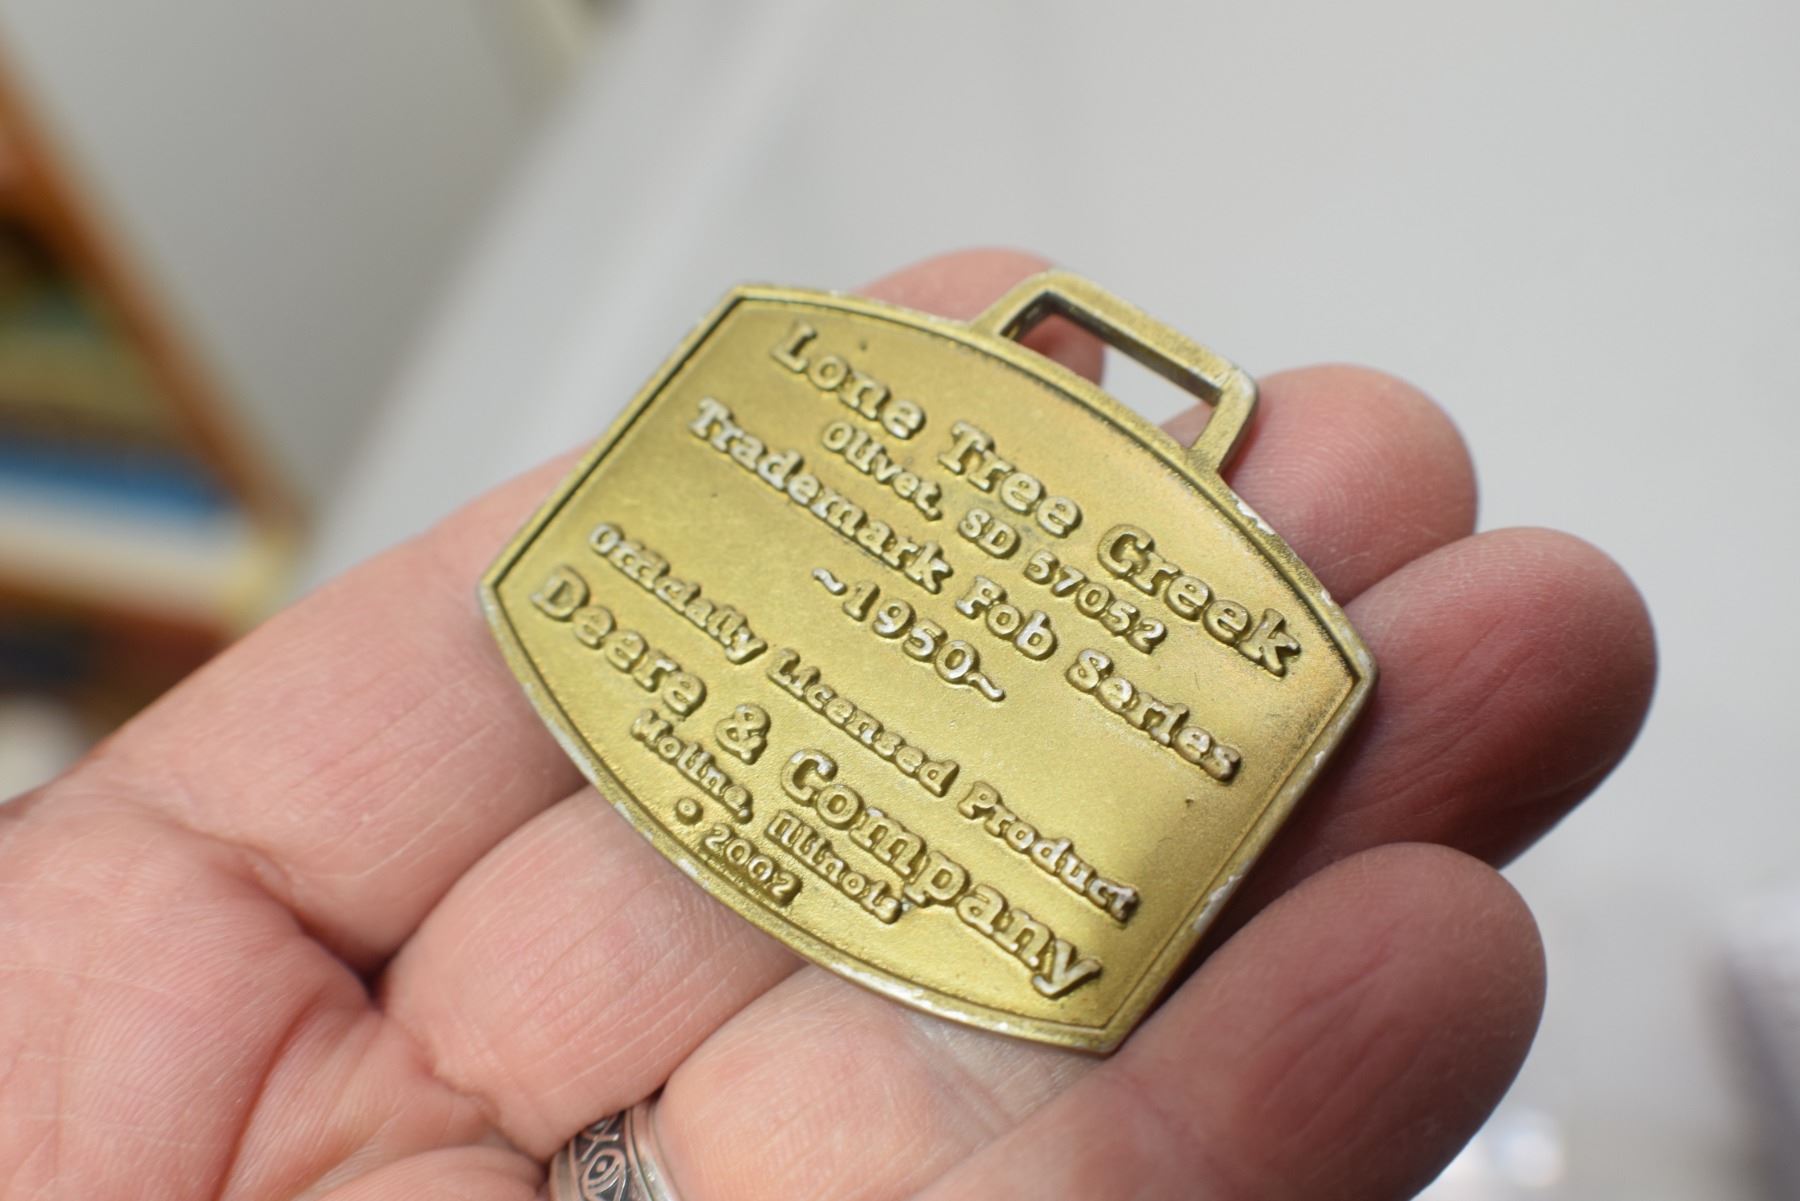 Lone Tree Creek
Olivet, SD 57052
Trademark Fob Series
~1950~
Officially Licensed Product
Deere & Company
Moline, Illinois
© 2002